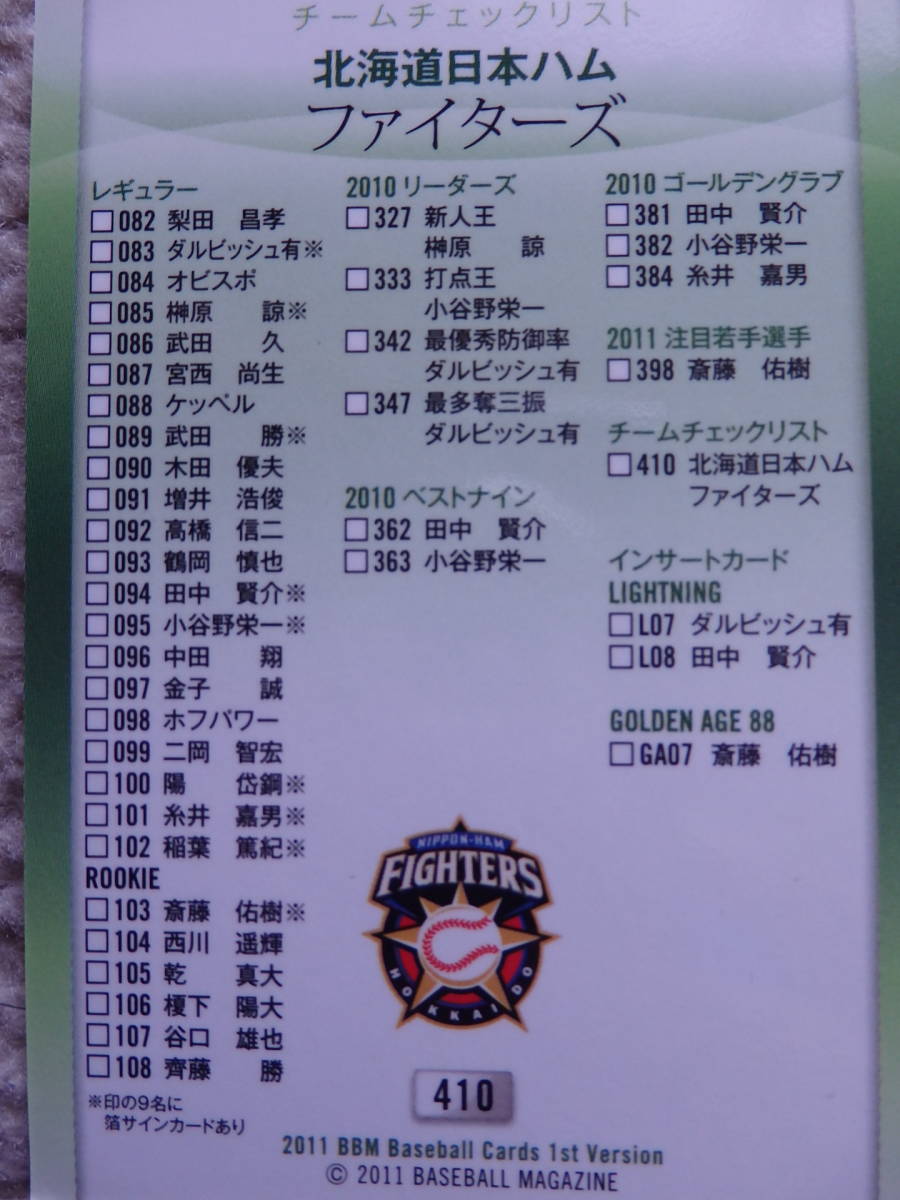 チームチェックリスト
北海道日本ハム
ファイターズ
レギュラー
□082 梨田 昌孝
□083 ダルビッシュ有※
□084 オビスポ
□085 榊原 諒※
□086 武田 久
□087 宮西 尚生
□088 ケッペル
□089 武田 勝※
□090 木田 優夫
□091 増井 浩俊
□092 高橋 信二
□093 鶴岡 慎也
□094 田中 賢介※
□095 小谷野栄一※
□096 中田 翔
□097 金子 誠
□098 ホフパワー
□099 二岡 智宏
□100 陽 岱鋼※
□101 糸井 嘉男※
□102 稲葉 篤紀※
ROOKIE
□103 斎藤 佑樹※
□104 西川 遥輝
□105 乾 真大
□106 榎下 陽大
□107 谷口 雄也
□108 齊藤 勝
※印の9名に
箔サインカードあり
2010 リーダーズ
□327 新人王
榊原 諒
□333 打点王
小谷野栄一
□342 最優秀防御率
ダルビッシュ有
□347 最多奪三振
ダルビッシュ有
2010 ベストナイン
□362 田中 賢介
□363 小谷野栄一
2010 ゴールデングラブ
□381 田中 賢介
□382 小谷野栄一
□384 糸井 嘉男
2011 注目若手選手
□398 斎藤 佑樹
チームチェックリスト
□410 北海道日本ハム
ファイターズ
インサートカード
LIGHTNING
□L07 ダルビッシュ有
□L08 田中 賢介
GOLDEN AGE 88
□GA07 斎藤 佑樹
NIPPON-HAM
FIGHTERS
HOKKAIDO
410
2011 BBM Baseball Cards 1st Version
© 2011 BASEBALL MAGAZINE